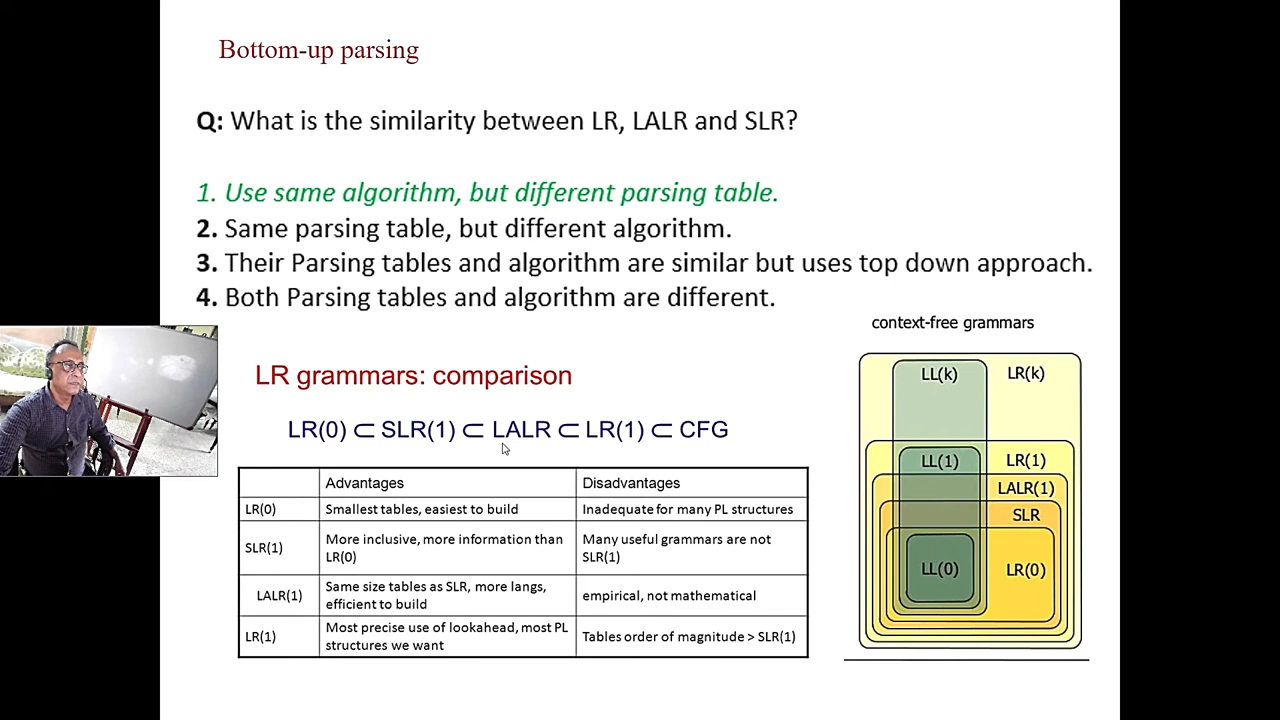 Bottom-up parsing
Q: What is the similarity between LR, LALR and SLR?
1. Use same algorithm, but different parsing table.
2. Same parsing table, but different algorithm.
3. Their Parsing tables and algorithm are similar but uses top down approach.
4. Both Parsing tables and algorithm are different.
LR grammars: comparison
LR(0) ⊂ SLR(1) ⊂ LALR ⊂ LR(1) ⊂ CFG
Advantages Disadvantages
LR(0) Smallest tables, easiest to build Inadequate for many PL structures
SLR(1) More inclusive, more information than
LR(0)
Many useful grammars are not
SLR(1)
LALR(1) Same size tables as SLR, more langs,
efficient to build
empirical, not mathematical
LR(1) Most precise use of lookahead, most PL
structures we want
Tables order of magnitude > SLR(1)
context-free grammars
LL(k) LR(k)
LL(1) LR(1)
LALR(1)
SLR
LL(0) LR(0)